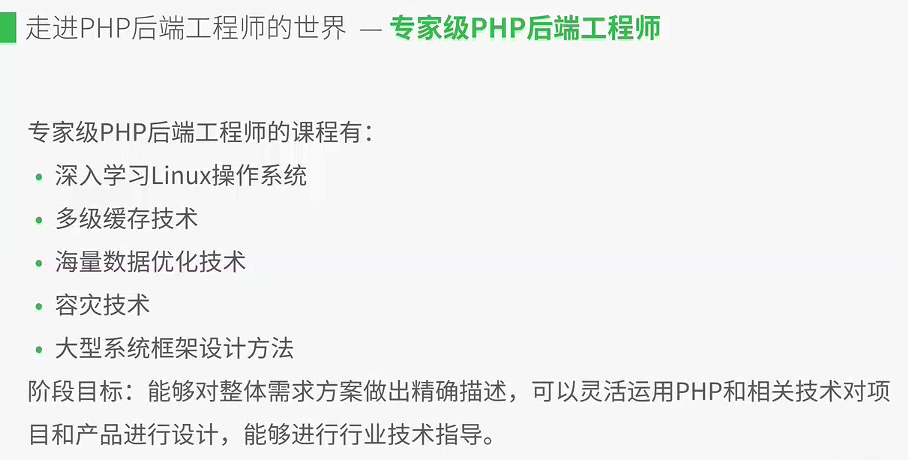 走进PHP后端工程师的世界 — 专家级PHP后端工程师
专家级PHP后端工程师的课程有：
• 深入学习Linux操作系统
• 多级缓存技术
• 海量数据优化技术
• 容灾技术
• 大型系统框架设计方法
阶段目标：能够对整体需求方案做出精确描述，可以灵活运用PHP和相关技术对项
目和产品进行设计，能够进行行业技术指导。